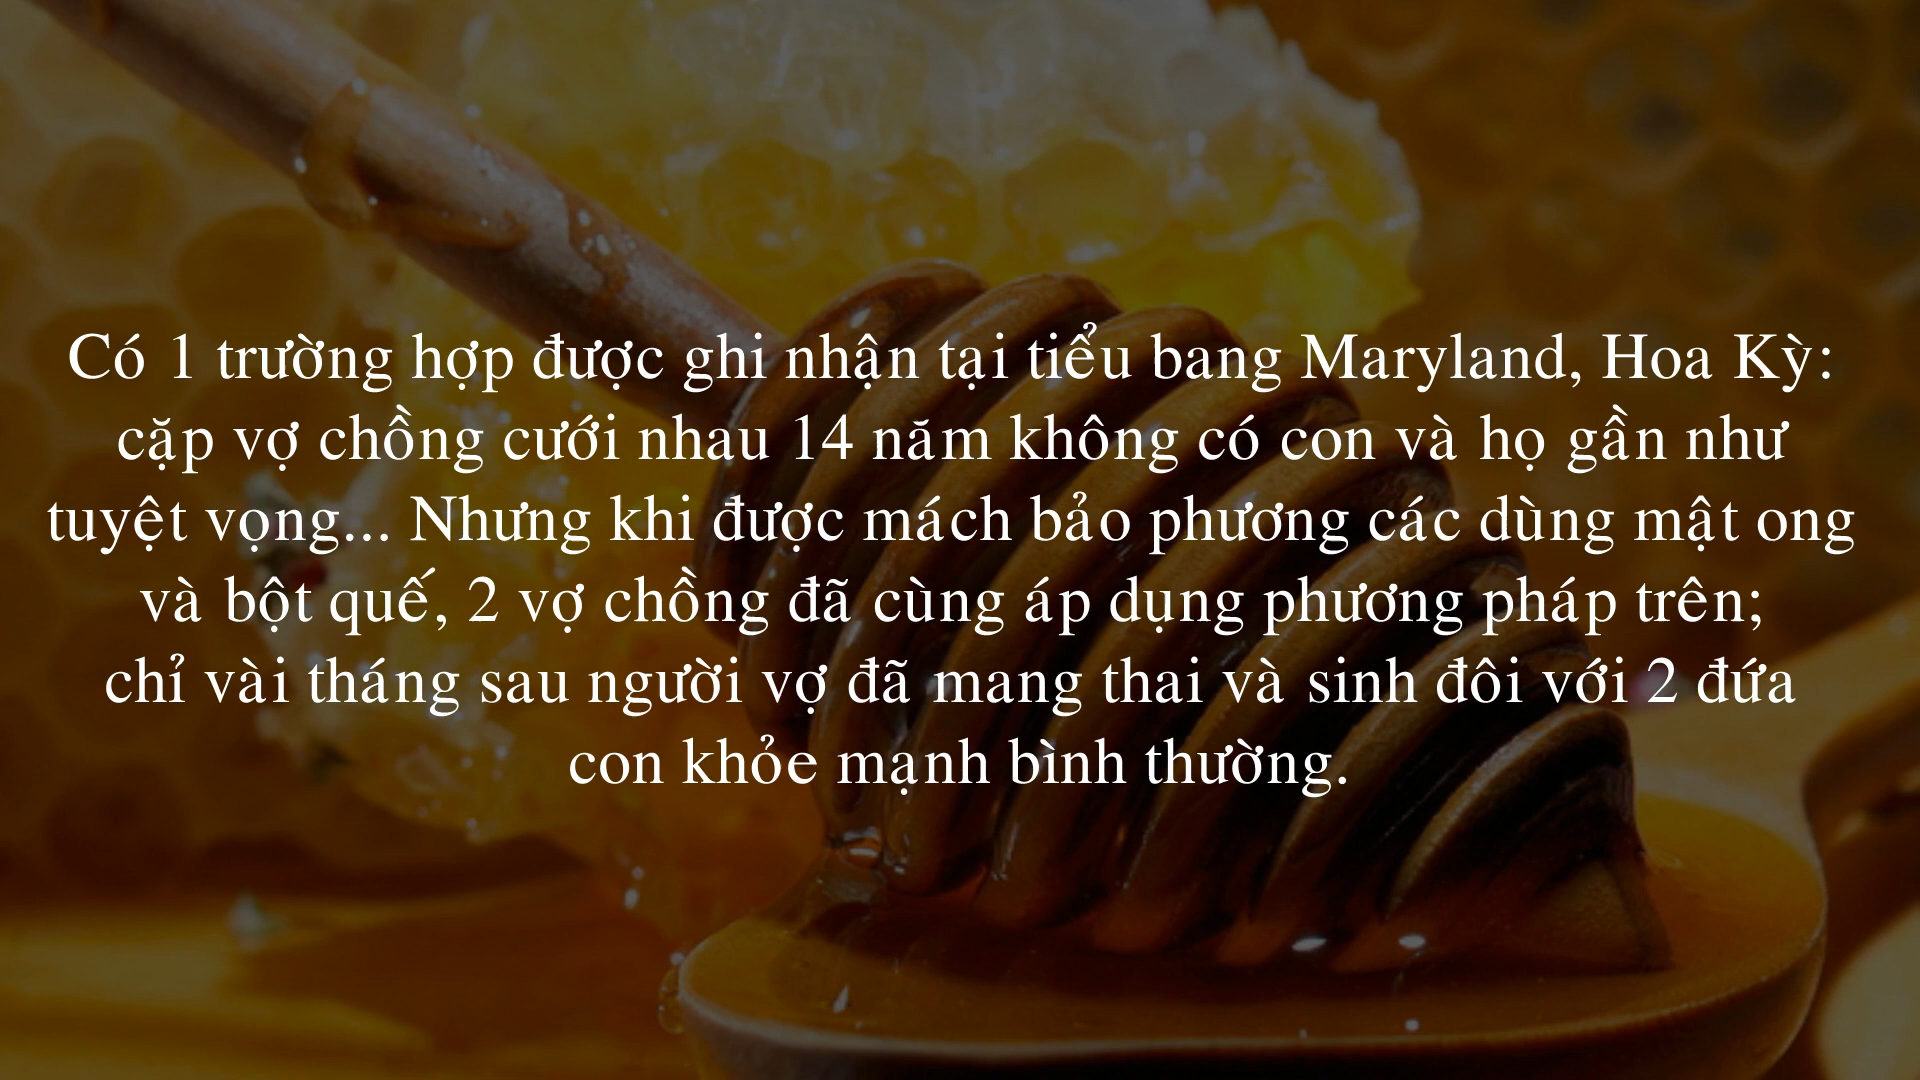 Có 1 trường hợp được ghi nhận tại tiểu bang Maryland, Hoa Kỳ:
cặp vợ chồng cưới nhau 14 năm không có con và họ gần như
tuyệt vọng... Nhưng khi được mách bảo phương các dùng mật ong
và bột quế, 2 vợ chồng đã cùng áp dụng phương pháp trên;
chỉ vài tháng sau người vợ đã mang thai và sinh đôi với 2 đứa
con khỏe mạnh bình thường.